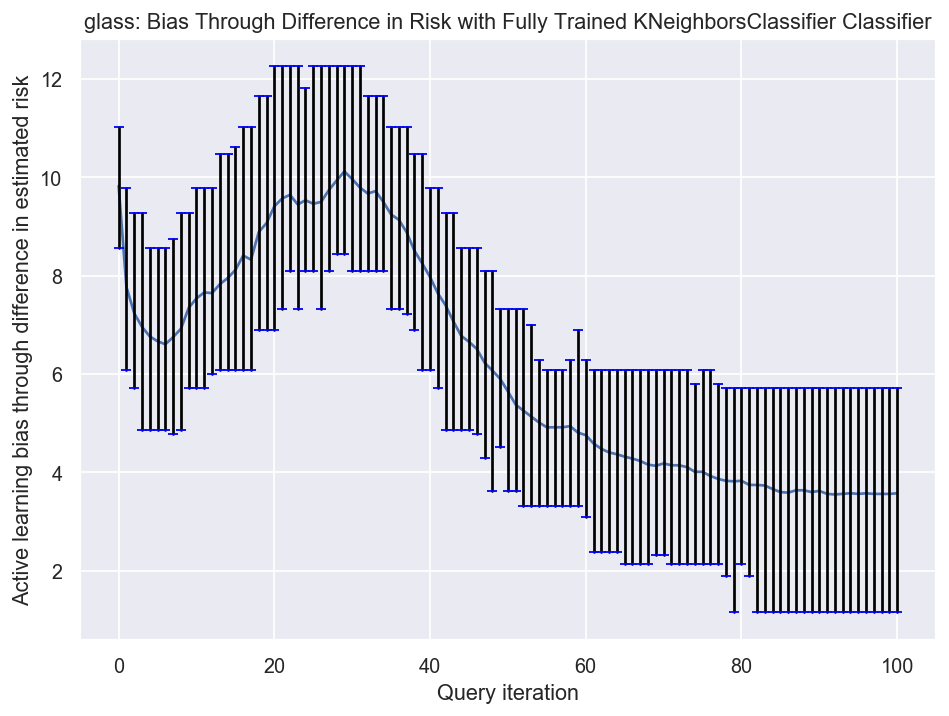 glass: Bias Through Difference in Risk with Fully Trained KNeighborsClassifier Classifier
Active learning bias through difference in estimated risk
12
10
8
6
4
2
0 20 40 60 80 100
Query iteration